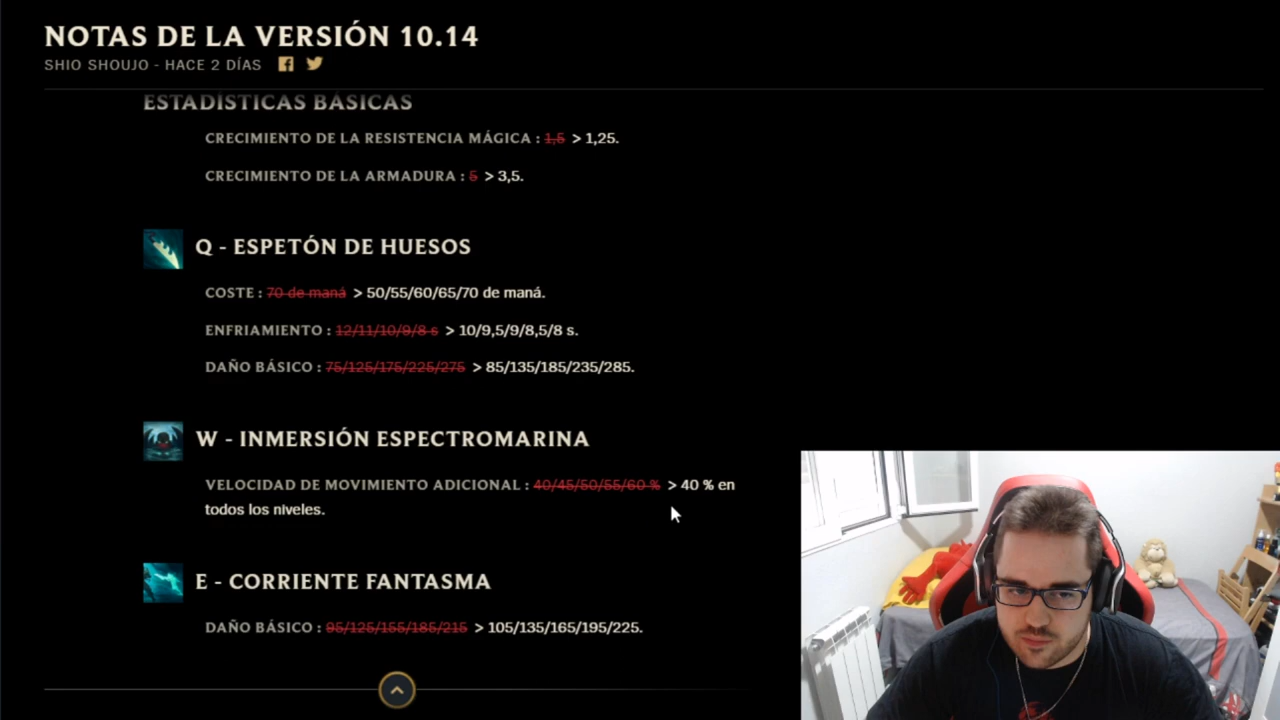 NOTAS DE LA VERSIÓN 10.14
SHIO SHOUJO - HACE 2 DÍAS
ESTADÍSTICAS BÁSICAS
CRECIMIENTO DE LA RESISTENCIA MÁGICA : 1,5 > 1,25.
CRECIMIENTO DE LA ARMADURA : 5 > 3,5.
Q - ESPETÓN DE HUESOS
COSTE : 70 de maná > 50/55/60/65/70 de maná.
ENFRIAMIENTO : 12/11/10/9/8 s > 10/9,5/9/8,5/8 s.
DAÑO BÁSICO : 75/125/175/225/275 > 85/135/185/235/285.
W - INMERSIÓN ESPECTROMARINA
VELOCIDAD DE MOVIMIENTO ADICIONAL : 40/45/50/55/60 % > 40 % en
todos los niveles.
E - CORRIENTE FANTASMA
DAÑO BÁSICO : 95/125/155/185/215 > 105/135/165/195/225.